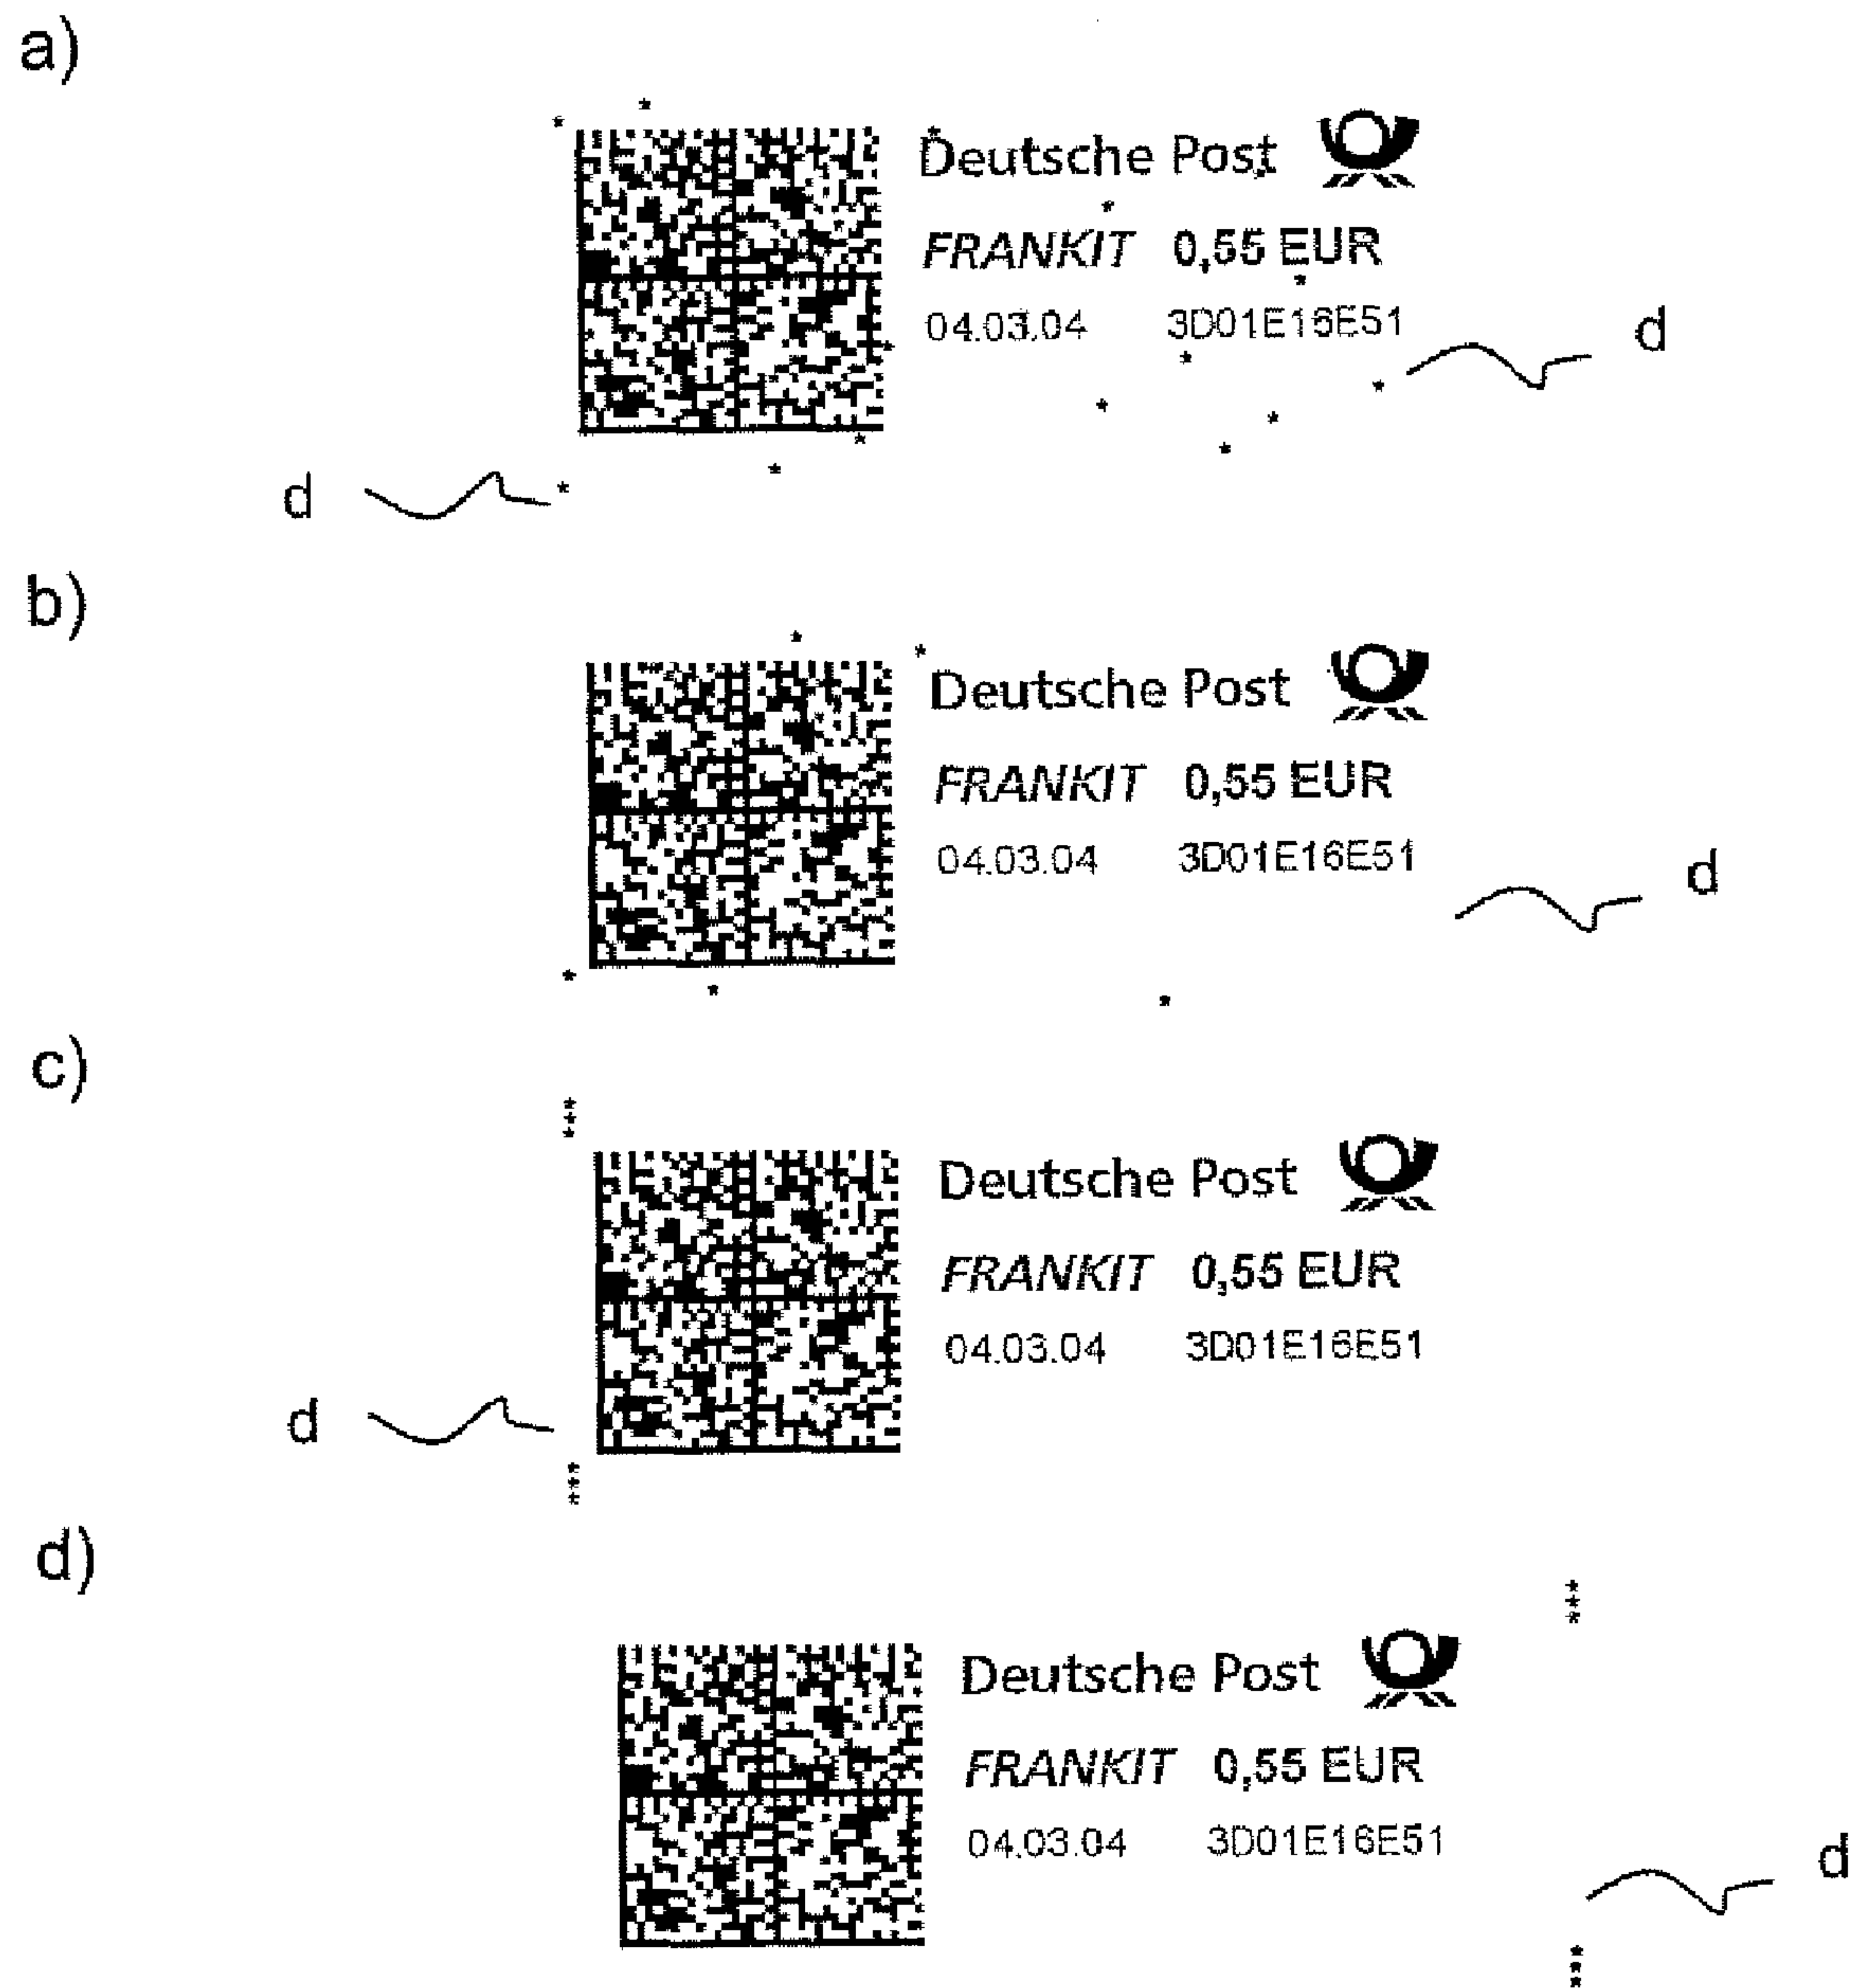 a)
Deutsche Post
FRANKIT 0,55 EUR
04.03.04 3D01E16E51
d
d
b)
Deutsche Post
FRANKIT 0,55 EUR
04.03.04 3D01E16E51
d
c)
Deutsche Post
FRANKIT 0,55 EUR
04.03.04 3D01E16E51
d
d)
Deutsche Post
FRANKIT 0,55 EUR
04.03.04 3D01E16E51
d